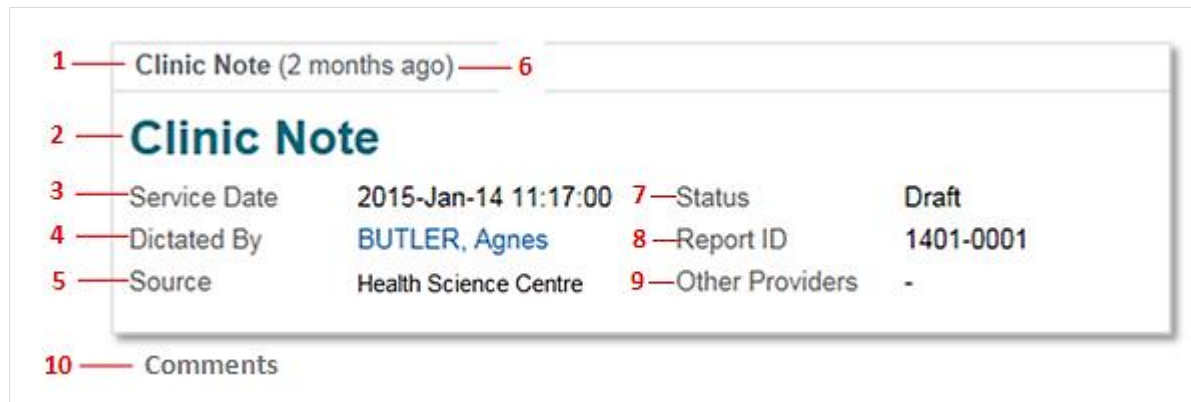 1 Clinic Note (2 months ago) 6
2 Clinic Note
3 Service Date 2015-Jan-14 11:17:00 7 Status Draft
4 Dictated By BUTLER, Agnes 8 Report ID 1401-0001
5 Source Health Science Centre 9 Other Providers -
10 Comments